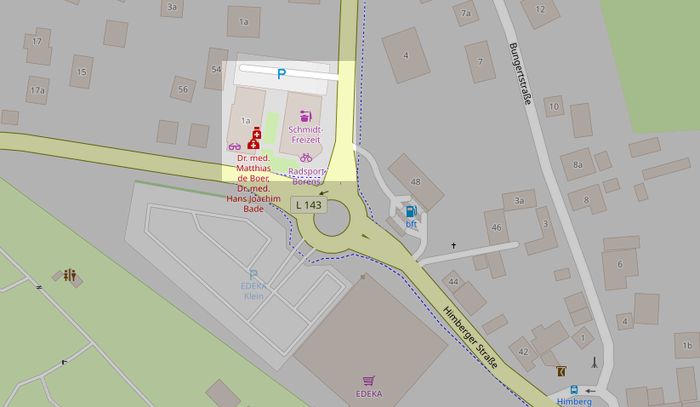 3a
1a
12
7a
17
4
7
54
15
17a
P
10
1a
Schmidt-
Freizeit
Bungertstraße
Dr. med.
Matthias
de Boer,
Dr. med.
Hans Joachim
Bade
Radsport
Borens
8a
48
8
L 143
3a
bft
46
3
6
P
EDEKA
Klein
44
4
Himberger Straße
1
42
1b
EDEKA
Himberg